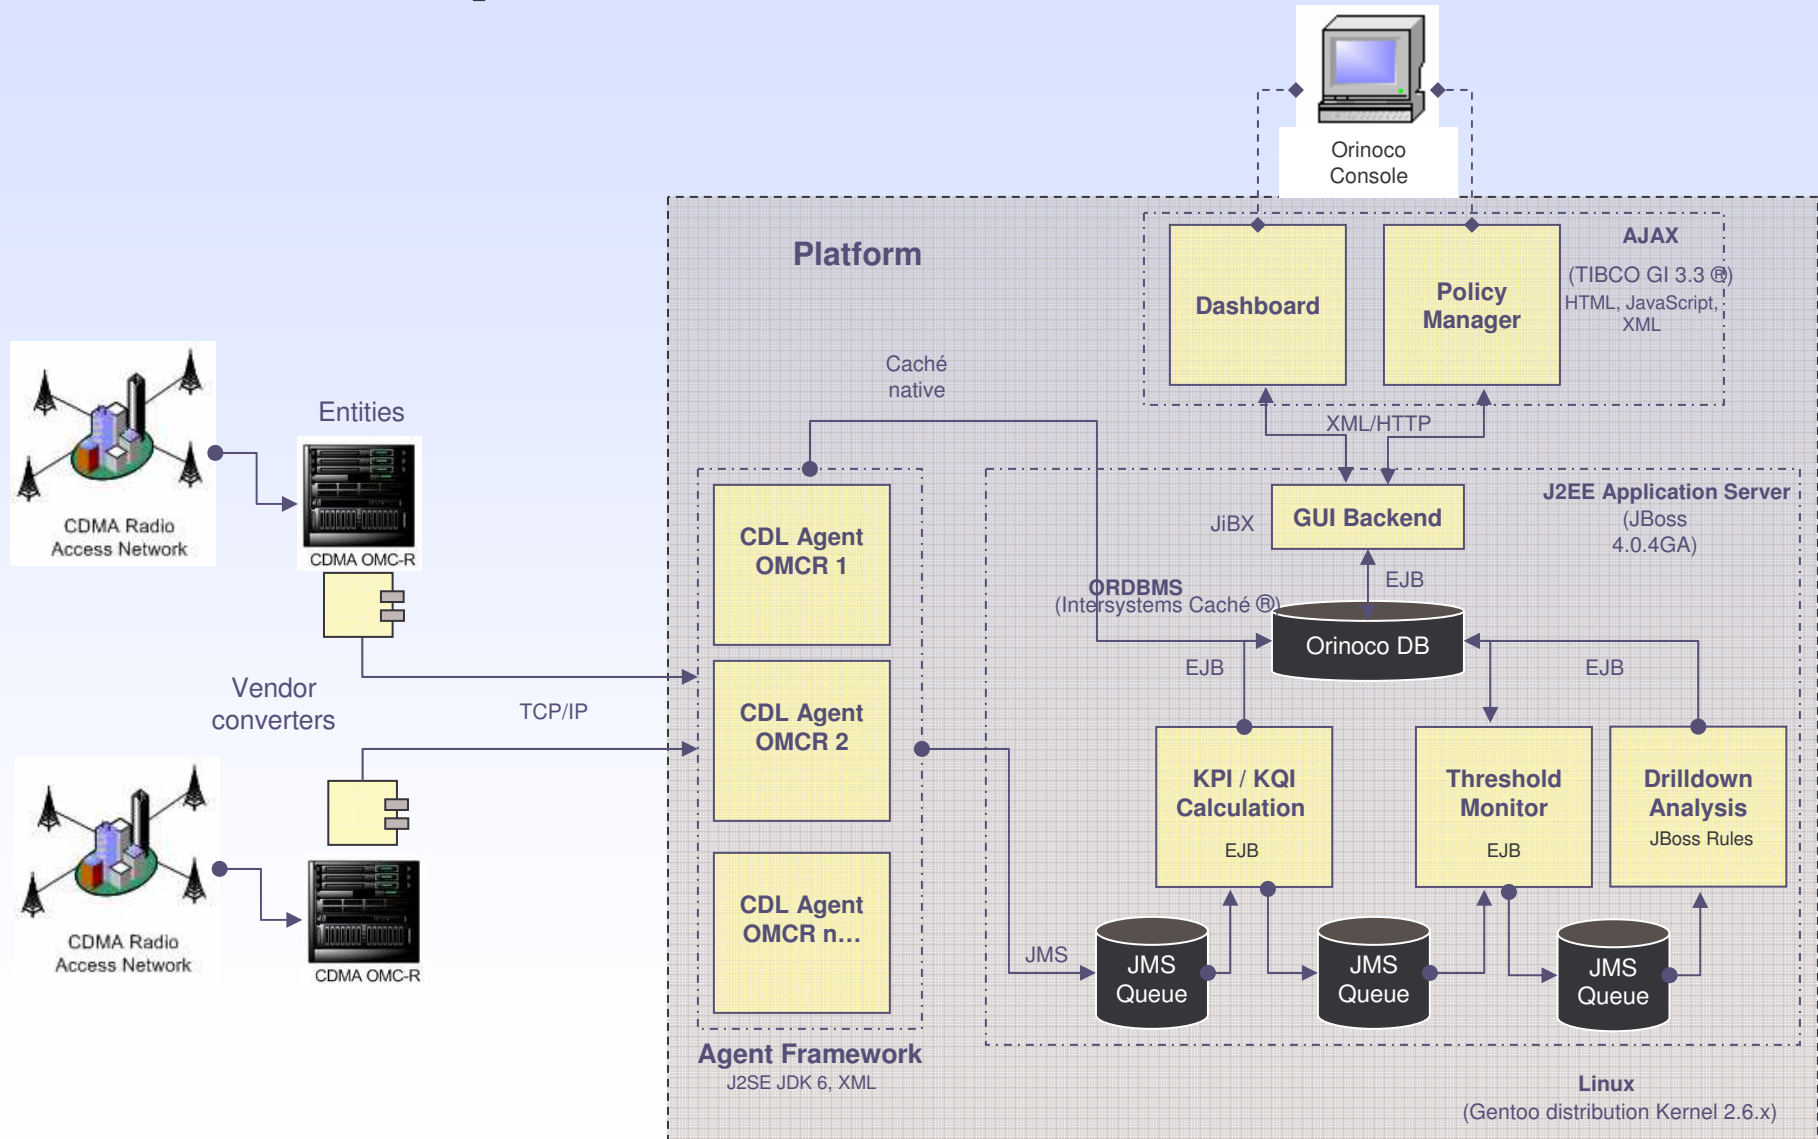 Orinoco
Console
Platform
AJAX
(TIBCO GI 3.3 ®)
HTML, JavaScript,
XML
Dashboard
Policy
Manager
Caché
native
XML/HTTP
Entities
CDMA Radio
Access Network
CDMA OMC-R
Vendor
converters
TCP/IP
CDMA Radio
Access Network
CDMA OMC-R
CDL Agent
OMCR 1
CDL Agent
OMCR 2
CDL Agent
OMCR n...
Agent Framework
J2SE JDK 6, XML
J2EE Application Server
(JBoss
4.0.4GA)
JiBX
GUI Backend
EJB
ORDBMS
(Intersystems Caché ®)
Orinoco DB
EJB
EJB
KPI / KQI
Calculation
EJB
Threshold
Monitor
EJB
Drilldown
Analysis
JBoss Rules
JMS
JMS
Queue
JMS
Queue
JMS
Queue
Linux
(Gentoo distribution Kernel 2.6.x)